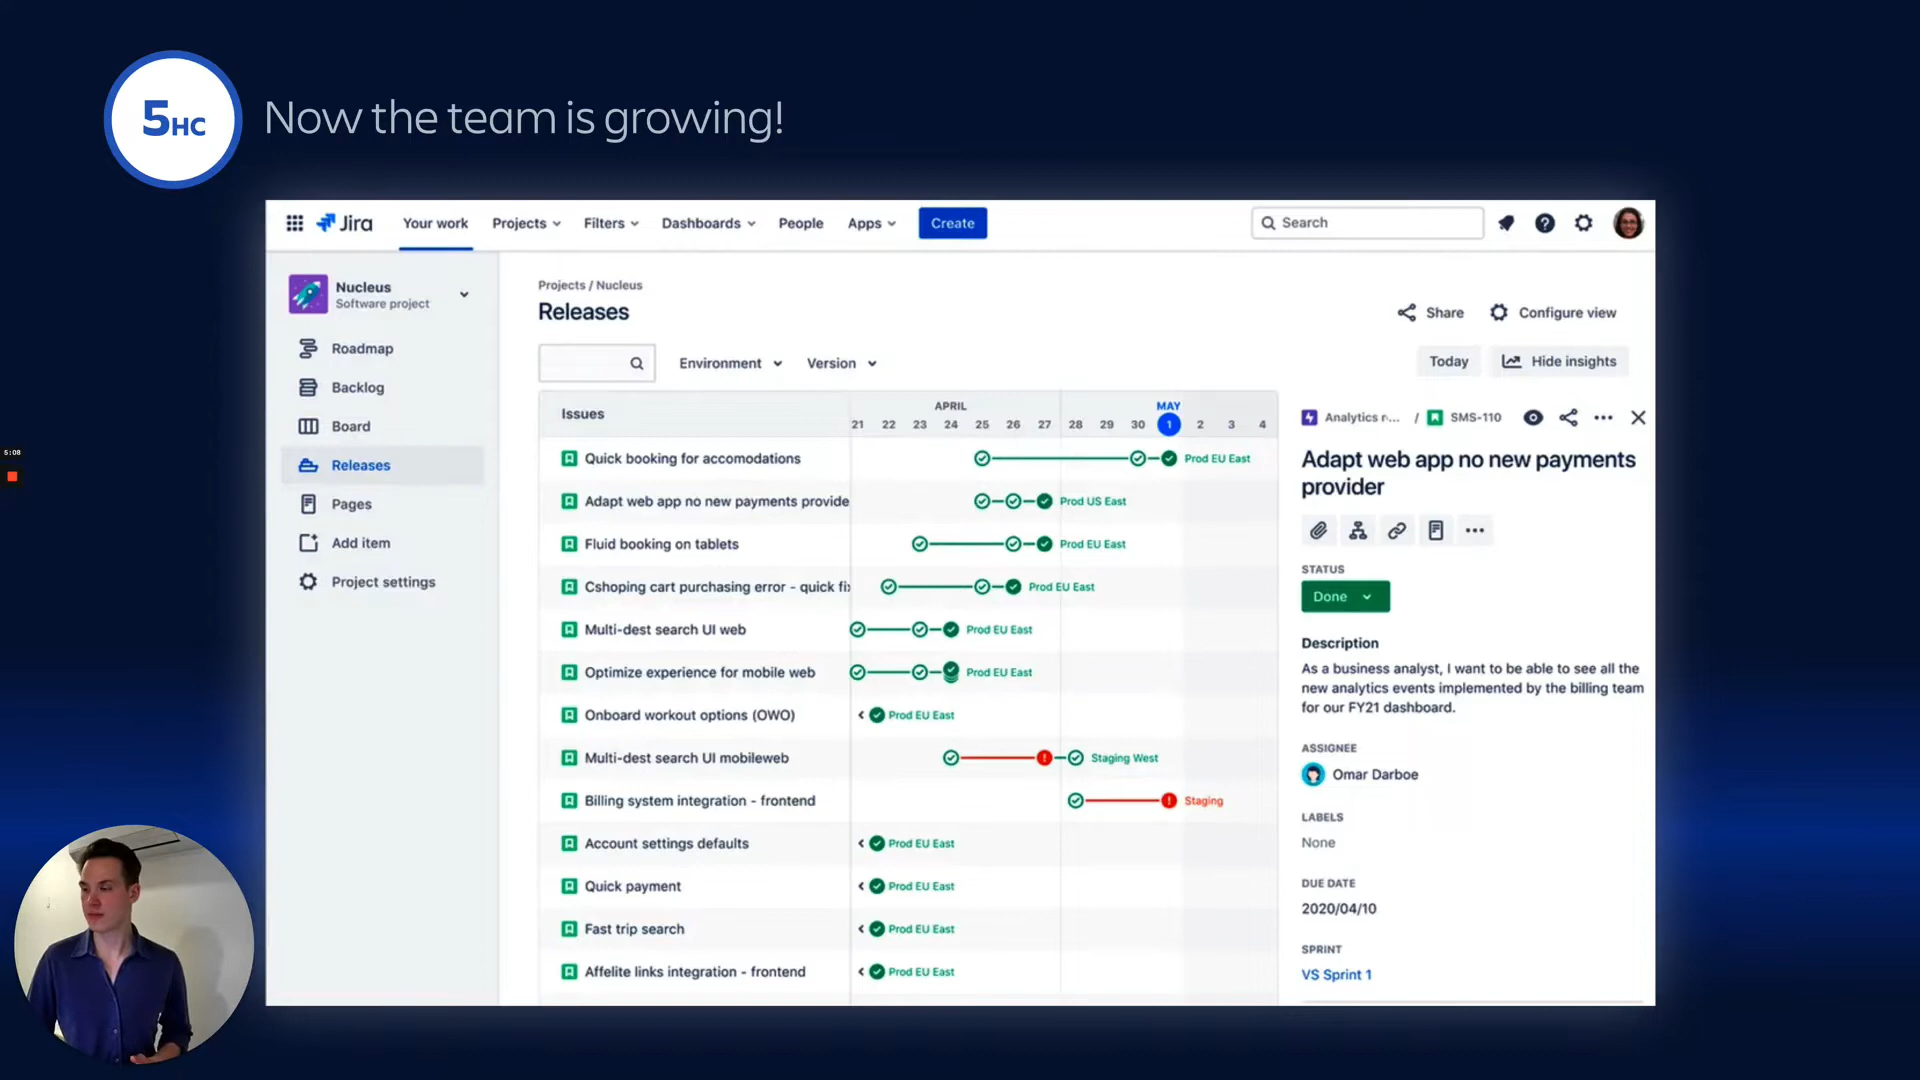 5HC
Now the team is growing!
Jira
Your work
Projects
Filters
Dashboards
People
Apps
Create
Search
Nucleus
Software project
Projects / Nucleus
Releases
Share
Configure view
Roadmap
Backlog
Board
Releases
Pages
Add item
Project settings
Environment
Version
Today
Hide insights
Issues
APRIL
MAY
21 22 23 24 25 26 27 28 29 30 1 2 3 4
Quick booking for accomodations
Prod EU East
Adapt web app no new payments provide
Prod US East
Fluid booking on tablets
Prod EU East
Cshoping cart purchasing error - quick fi
Prod EU East
Multi-dest search UI web
Prod EU East
Optimize experience for mobile web
Prod EU East
Onboard workout options (OWO)
Prod EU East
Multi-dest search UI mobileweb
Staging West
Billing system integration - frontend
Staging
Account settings defaults
Prod EU East
Quick payment
Prod EU East
Fast trip search
Prod EU East
Affelite links integration - frontend
Prod EU East
Analytics r... / SMS-110
Adapt web app no new payments
provider
STATUS
Done
Description
As a business analyst, I want to be able to see all the
new analytics events implemented by the billing team
for our FY21 dashboard.
ASSIGNEE
Omar Darboe
LABELS
None
DUE DATE
2020/04/10
SPRINT
VS Sprint 1
5:08